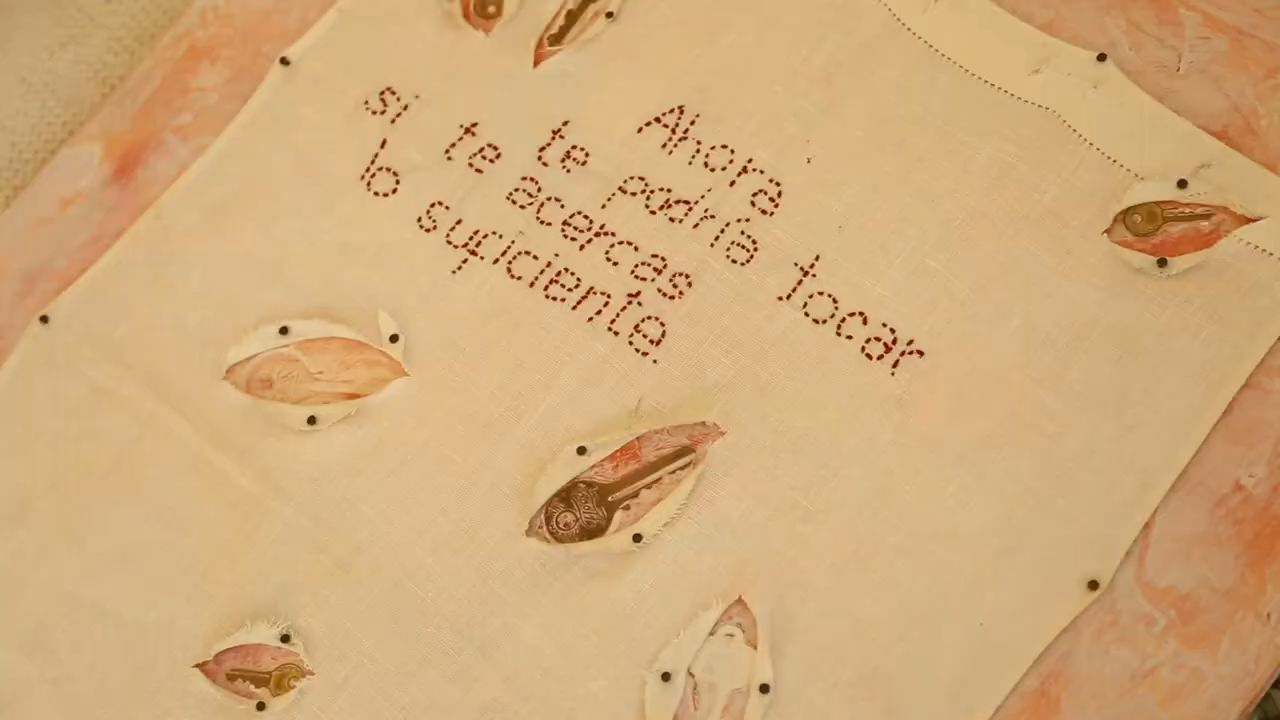 Ahora
te podría tocar
si te acercas
lo suficiente.